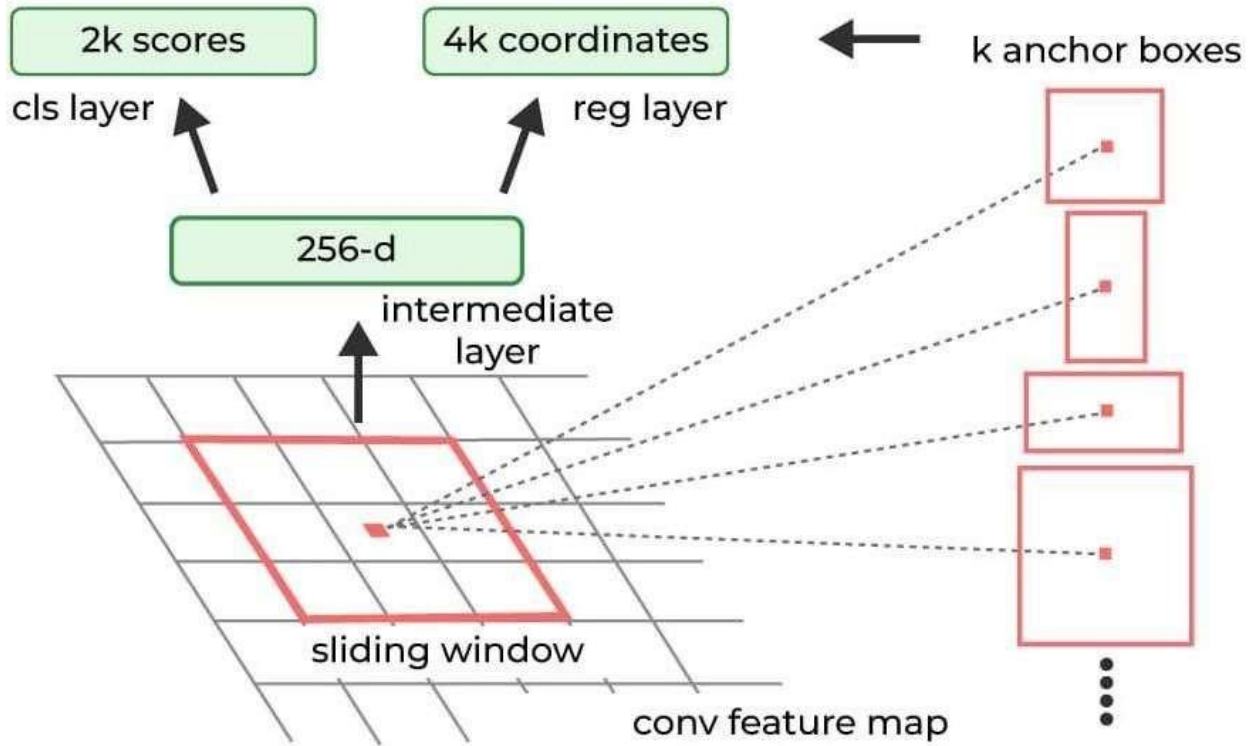 2k scores
4k coordinates
k anchor boxes
cls layer
reg layer
256-d
intermediate
layer
sliding window
conv feature map